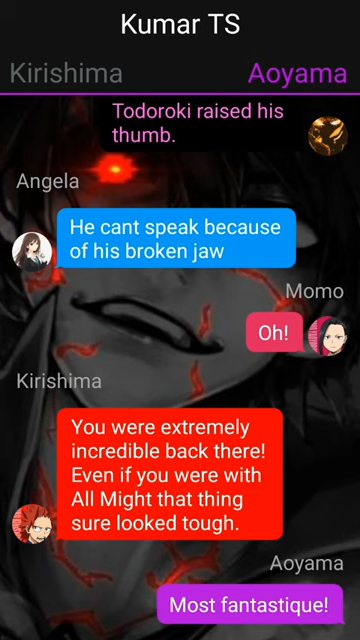 Kumar TS
Kirishima Aoyama
Todoroki raised his
thumb.
Angela
He cant speak because
of his broken jaw
Momo
Oh!
Kirishima
You were extremely
incredible back there!
Even if you were with
All Might that thing
sure looked tough.
Aoyama
Most fantastique!